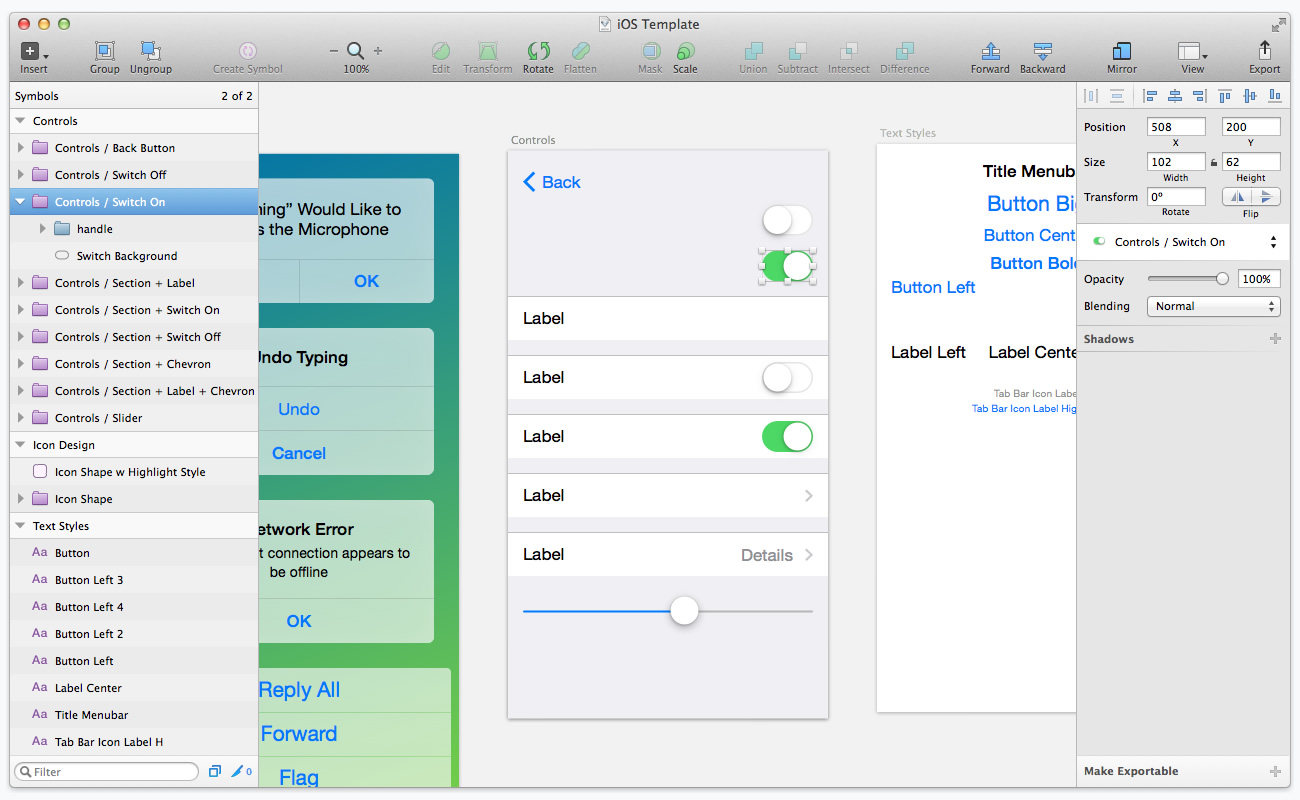 iOS Template
Insert
Group
Ungroup
Create Symbol
100%
Edit
Transform
Rotate
Flatten
Mask
Scale
Union
Subtract
Intersect
Difference
Forward
Backward
Mirror
View
Export
Symbols 2 of 2
Controls
Controls / Back Button
Controls / Switch Off
Controls / Switch On
handle
Switch Background
Controls / Section + Label
Controls / Section + Switch On
Controls / Section + Switch Off
Controls / Section + Chevron
Controls / Section + Label + Chevron
Controls / Slider
Icon Design
Icon Shape w Highlight Style
Icon Shape
Text Styles
Aa Button
Aa Button Left 3
Aa Button Left 4
Aa Button Left 2
Aa Button Left
Aa Label Center
Aa Title Menubar
Aa Tab Bar Icon Label H
Filter
0
ning" Would Like to
s the Microphone
OK
Undo Typing
Undo
Cancel
etwork Error
t connection appears to
be offline
OK
Reply All
Forward
Flag
Controls
Back
Label
Label
Label
Label
Label Details
Text Styles
Title Menub
Button Bi
Button Cent
Button Bold
Button Left
Label Left Label Cente
Tab Bar Icon Labe
Tab Bar Icon Label Hig
Position 508 200
X Y
Size 102 62
Width Height
Transform 0º
Rotate Flip
Controls / Switch On
Opacity 100%
Blending Normal
Shadows
Make Exportable